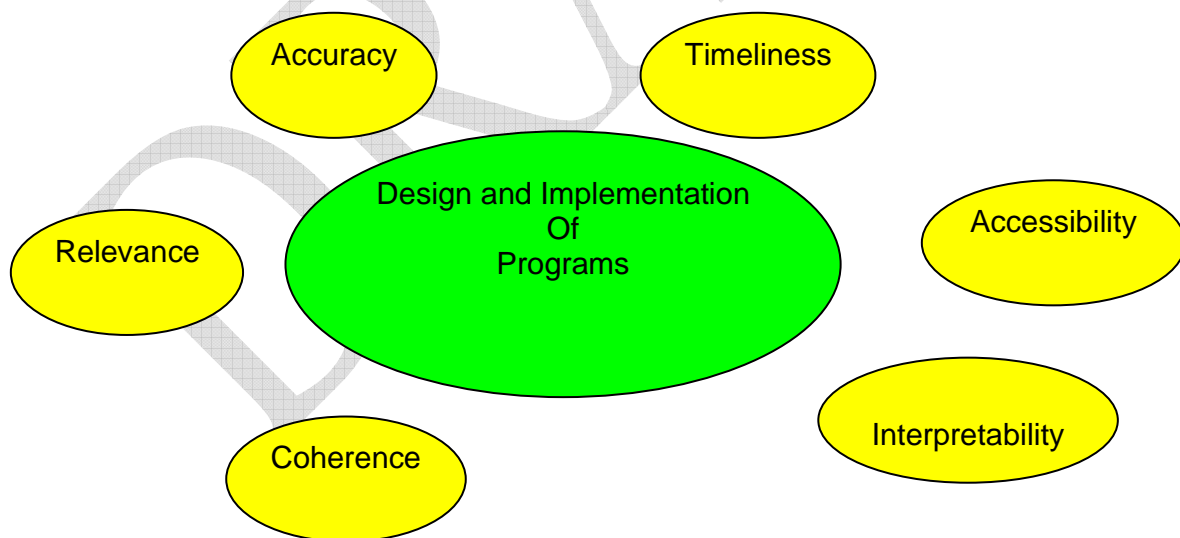 Accuracy
Timeliness
Design and Implementation
Of
Programs
Accessibility
Relevance
Interpretability
Coherence